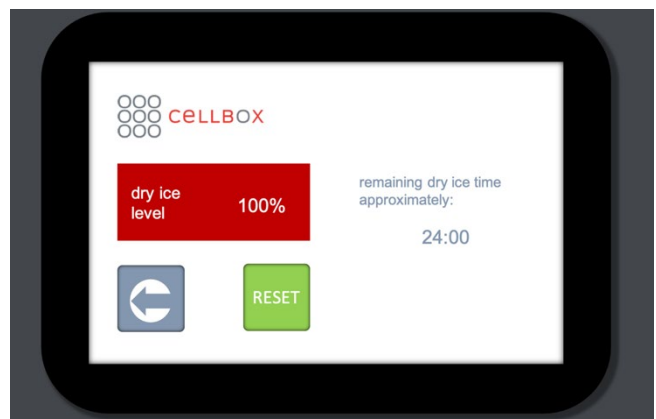 cellbox
dry ice
level
100%
remaining dry ice time
approximately:
24:00
RESET